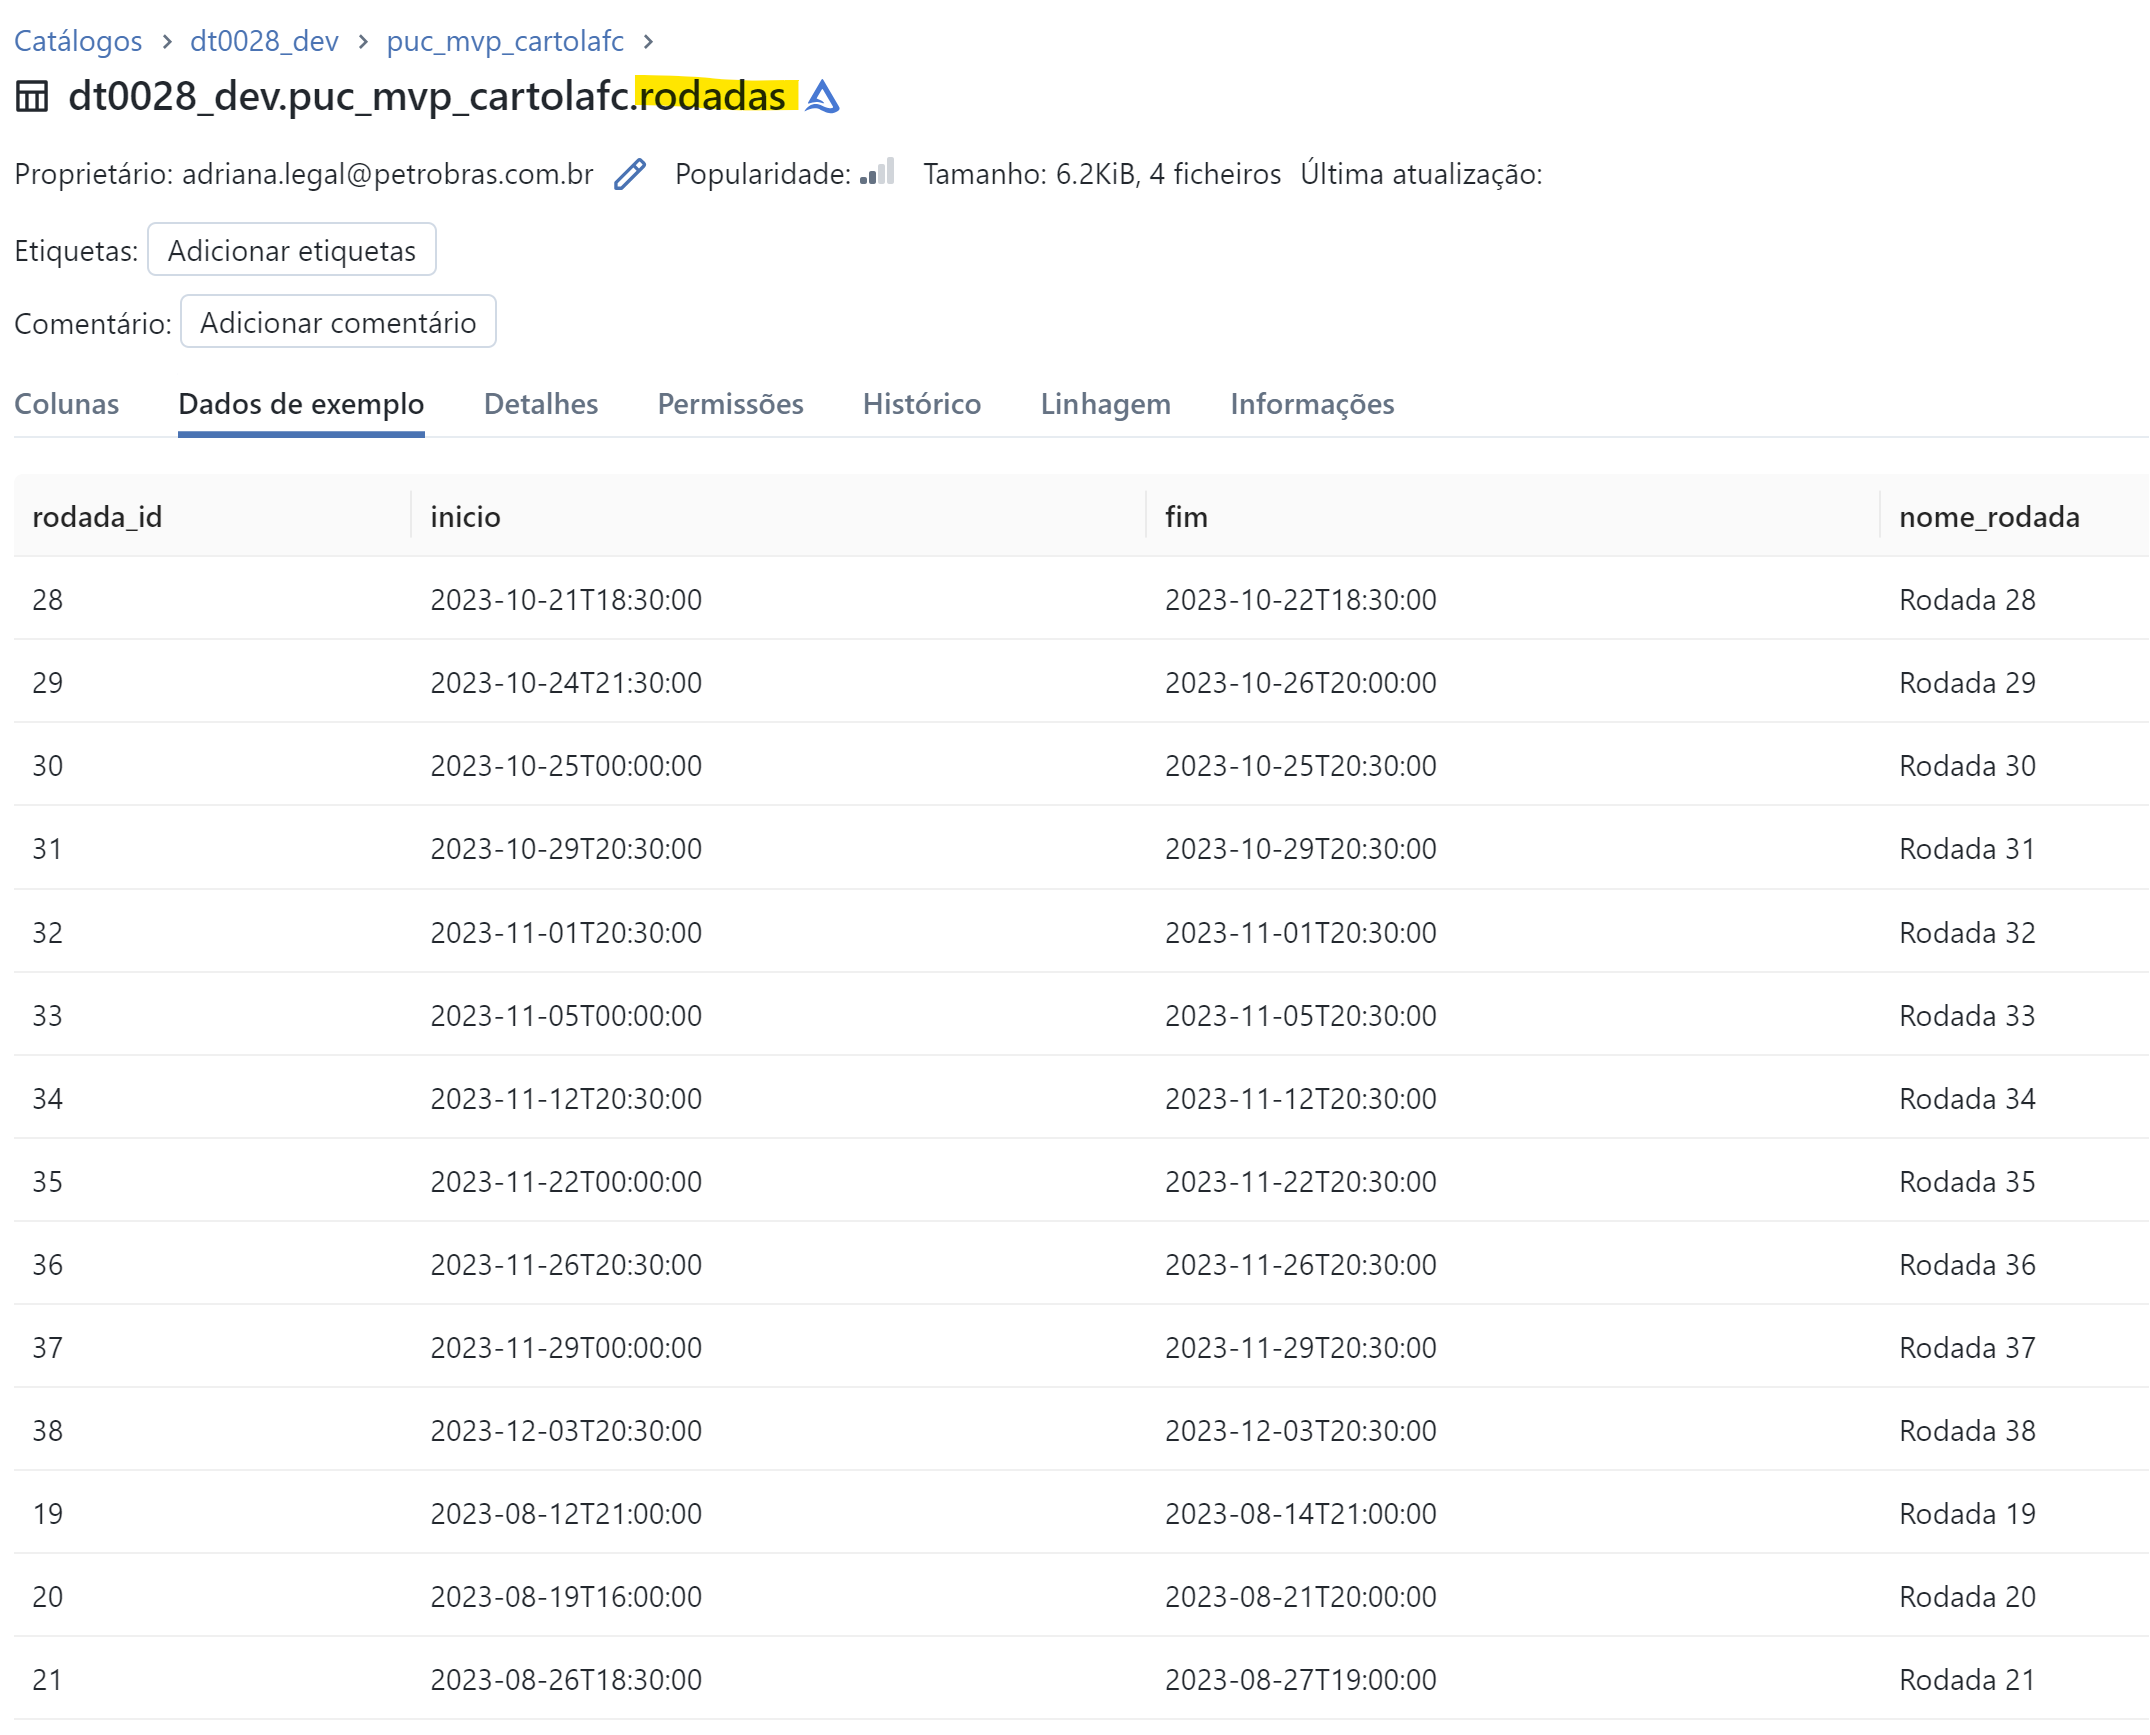 Catálogos > dt0028_dev > puc_mvp_cartolafc >
dt0028_dev.puc_mvp_cartolafc.rodadas
Proprietário: adriana.legal@petrobras.com.br Popularidade: Tamanho: 6.2KiB, 4 ficheiros Última atualização:
Etiquetas: Adicionar etiquetas
Comentário: Adicionar comentário
Colunas Dados de exemplo Detalhes Permissões Histórico Linhagem Informações
rodada_id inicio fim nome_rodada
28 2023-10-21T18:30:00 2023-10-22T18:30:00 Rodada 28
29 2023-10-24T21:30:00 2023-10-26T20:00:00 Rodada 29
30 2023-10-25T00:00:00 2023-10-25T20:30:00 Rodada 30
31 2023-10-29T20:30:00 2023-10-29T20:30:00 Rodada 31
32 2023-11-01T20:30:00 2023-11-01T20:30:00 Rodada 32
33 2023-11-05T00:00:00 2023-11-05T20:30:00 Rodada 33
34 2023-11-12T20:30:00 2023-11-12T20:30:00 Rodada 34
35 2023-11-22T00:00:00 2023-11-22T20:30:00 Rodada 35
36 2023-11-26T20:30:00 2023-11-26T20:30:00 Rodada 36
37 2023-11-29T00:00:00 2023-11-29T20:30:00 Rodada 37
38 2023-12-03T20:30:00 2023-12-03T20:30:00 Rodada 38
19 2023-08-12T21:00:00 2023-08-14T21:00:00 Rodada 19
20 2023-08-19T16:00:00 2023-08-21T20:00:00 Rodada 20
21 2023-08-26T18:30:00 2023-08-27T19:00:00 Rodada 21